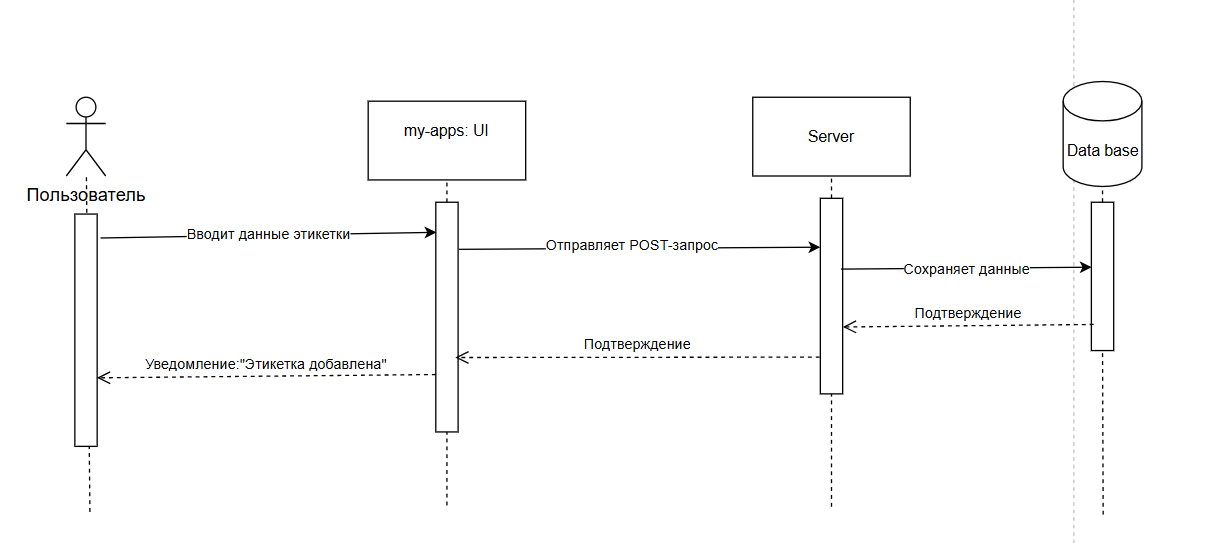 my-apps: UI
Server
Data base
Пользователь
Вводит данные этикетки
Отправляет POST-запрос
Сохраняет данные
Подтверждение
Подтверждение
Уведомление:"Этикетка добавлена"